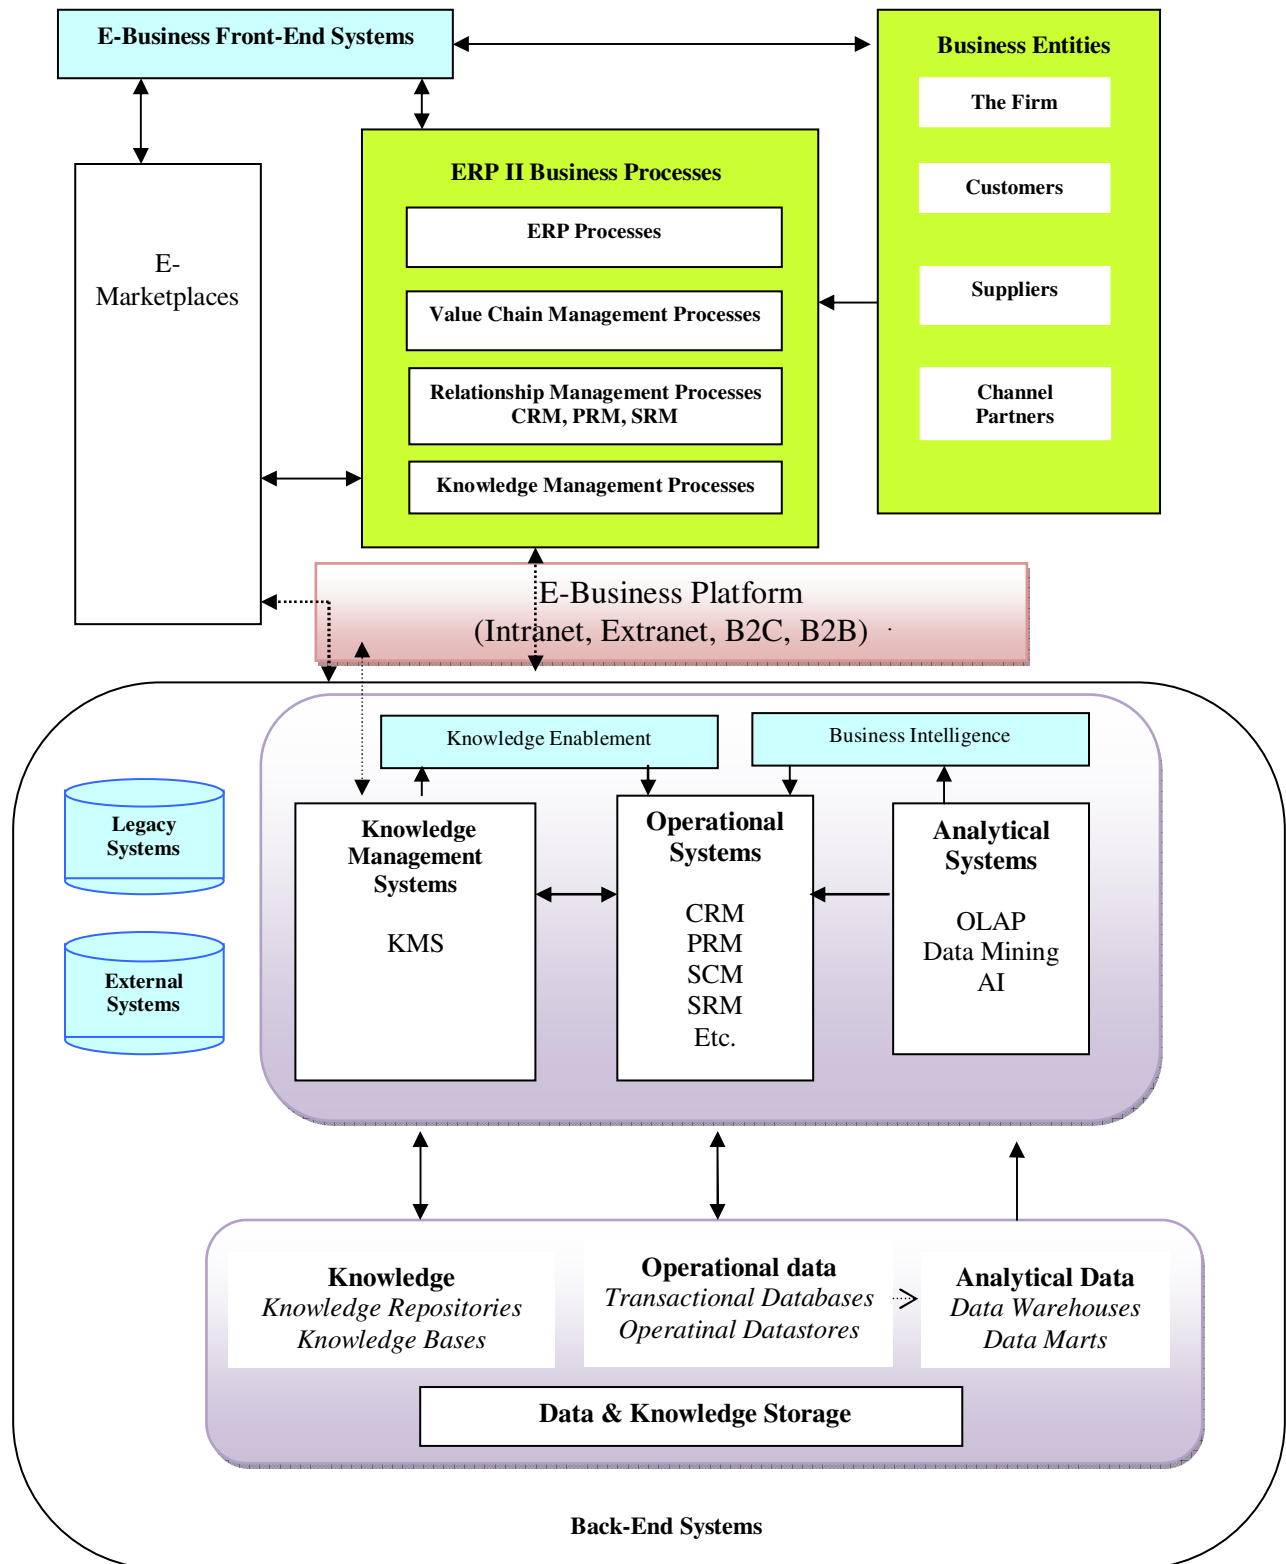 E-Business Front-End Systems
Business Entities
The Firm
Customers
Suppliers
Channel
Partners
ERP II Business Processes
ERP Processes
Value Chain Management Processes
Relationship Management Processes
CRM, PRM, SRM
Knowledge Management Processes
E-
Marketplaces
E-Business Platform
(Intranet, Extranet, B2C, B2B)
Knowledge Enablement
Business Intelligence
Legacy
Systems
External
Systems
Knowledge
Management
Systems
KMS
Operational
Systems
CRM
PRM
SCM
SRM
Etc.
Analytical
Systems
OLAP
Data Mining
AI
Knowledge
Knowledge Repositories
Knowledge Bases
Operational data
Transactional Databases
Operatinal Datastores
Analytical Data
Data Warehouses
Data Marts
Data & Knowledge Storage
Back-End Systems